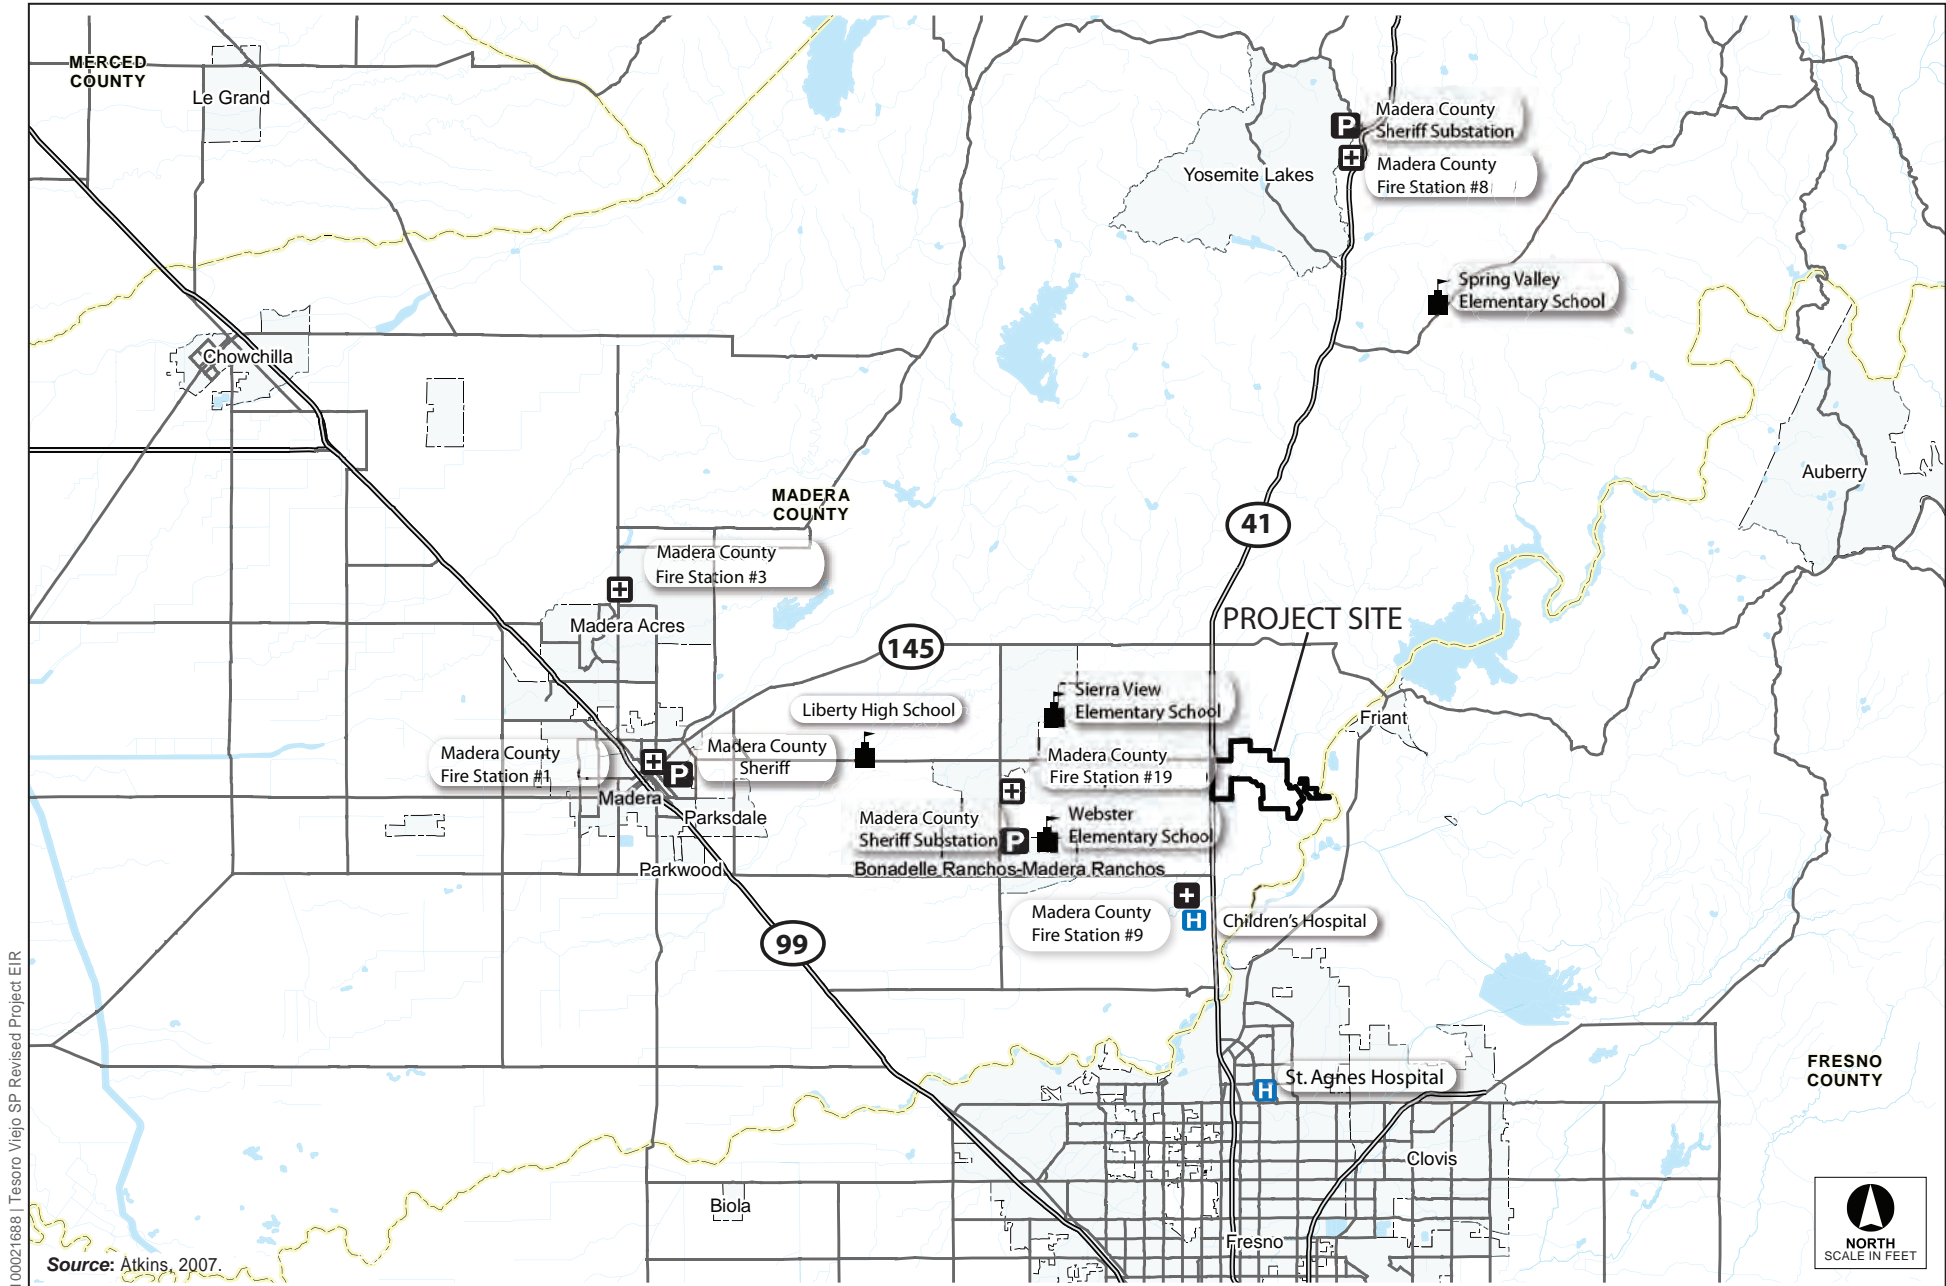 MERCED
COUNTY
Le Grand
Madera County
Sheriff Substation
Madera County
Fire Station #8
Yosemite Lakes
Spring Valley
Elementary School
Chowchilla
Auberry
MADERA
COUNTY
41
Madera County
Fire Station #3
PROJECT SITE
Madera Acres
145
Sierra View
Elementary School
Liberty High School
Friant
Madera County
Fire Station #1
Madera County
Sheriff
Madera County
Fire Station #19
Madera
Parksdale
Madera County
Sheriff Substation
Webster
Elementary School
Parkwood
Bonadelle Ranchos-Madera Ranchos
Madera County
Fire Station #9
Children's Hospital
99
St. Agnes Hospital
FRESNO
COUNTY
Clovis
Biola
Fresno
NORTH
SCALE IN FEET
Source: Atkins, 2007.
100021688 | Tesoro Viejo SP Revised Project EIR
P
P
P
H
H